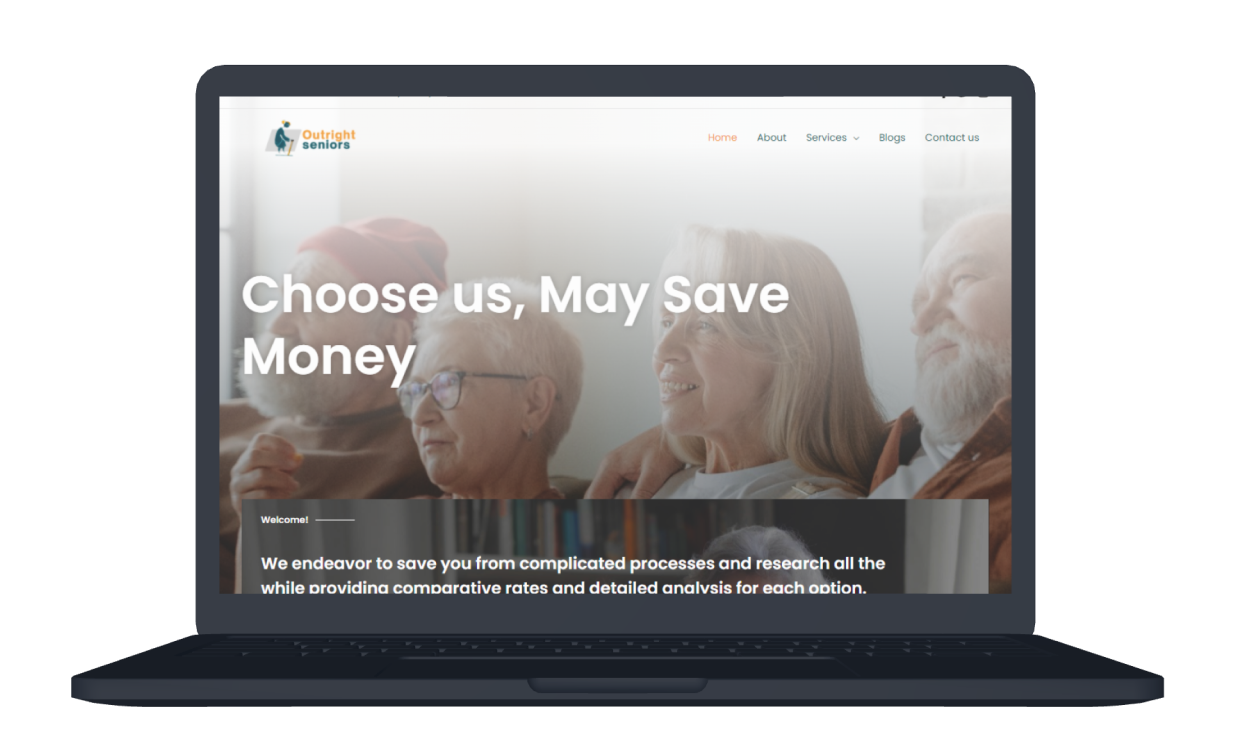 Outright
seniors
Home About Services Blogs Contact us
Choose us, May Save
Money
Welcome!
We endeavor to save you from complicated processes and research all the
while providing comparative rates and detailed analysis for each option.